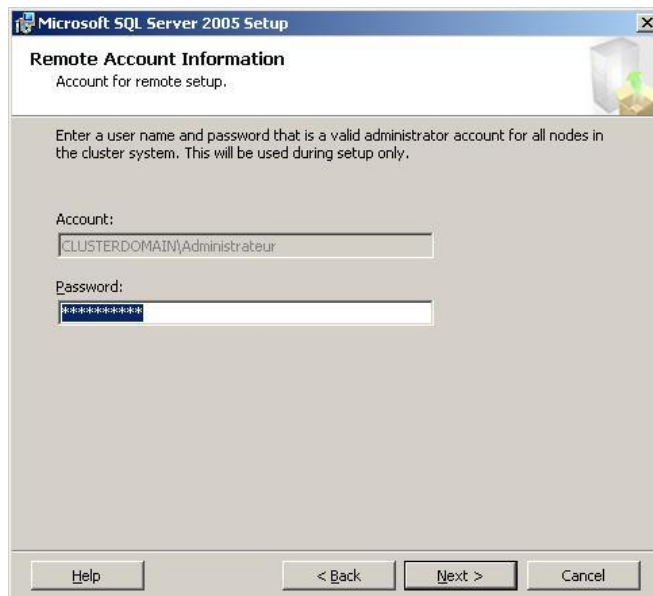 Microsoft SQL Server 2005 Setup
Remote Account Information
Account for remote setup.
Enter a user name and password that is a valid administrator account for all nodes in
the cluster system. This will be used during setup only.
Account:
CLUSTERDOMAIN\Administrateur
Password:
**********
Help
< Back
Next >
Cancel